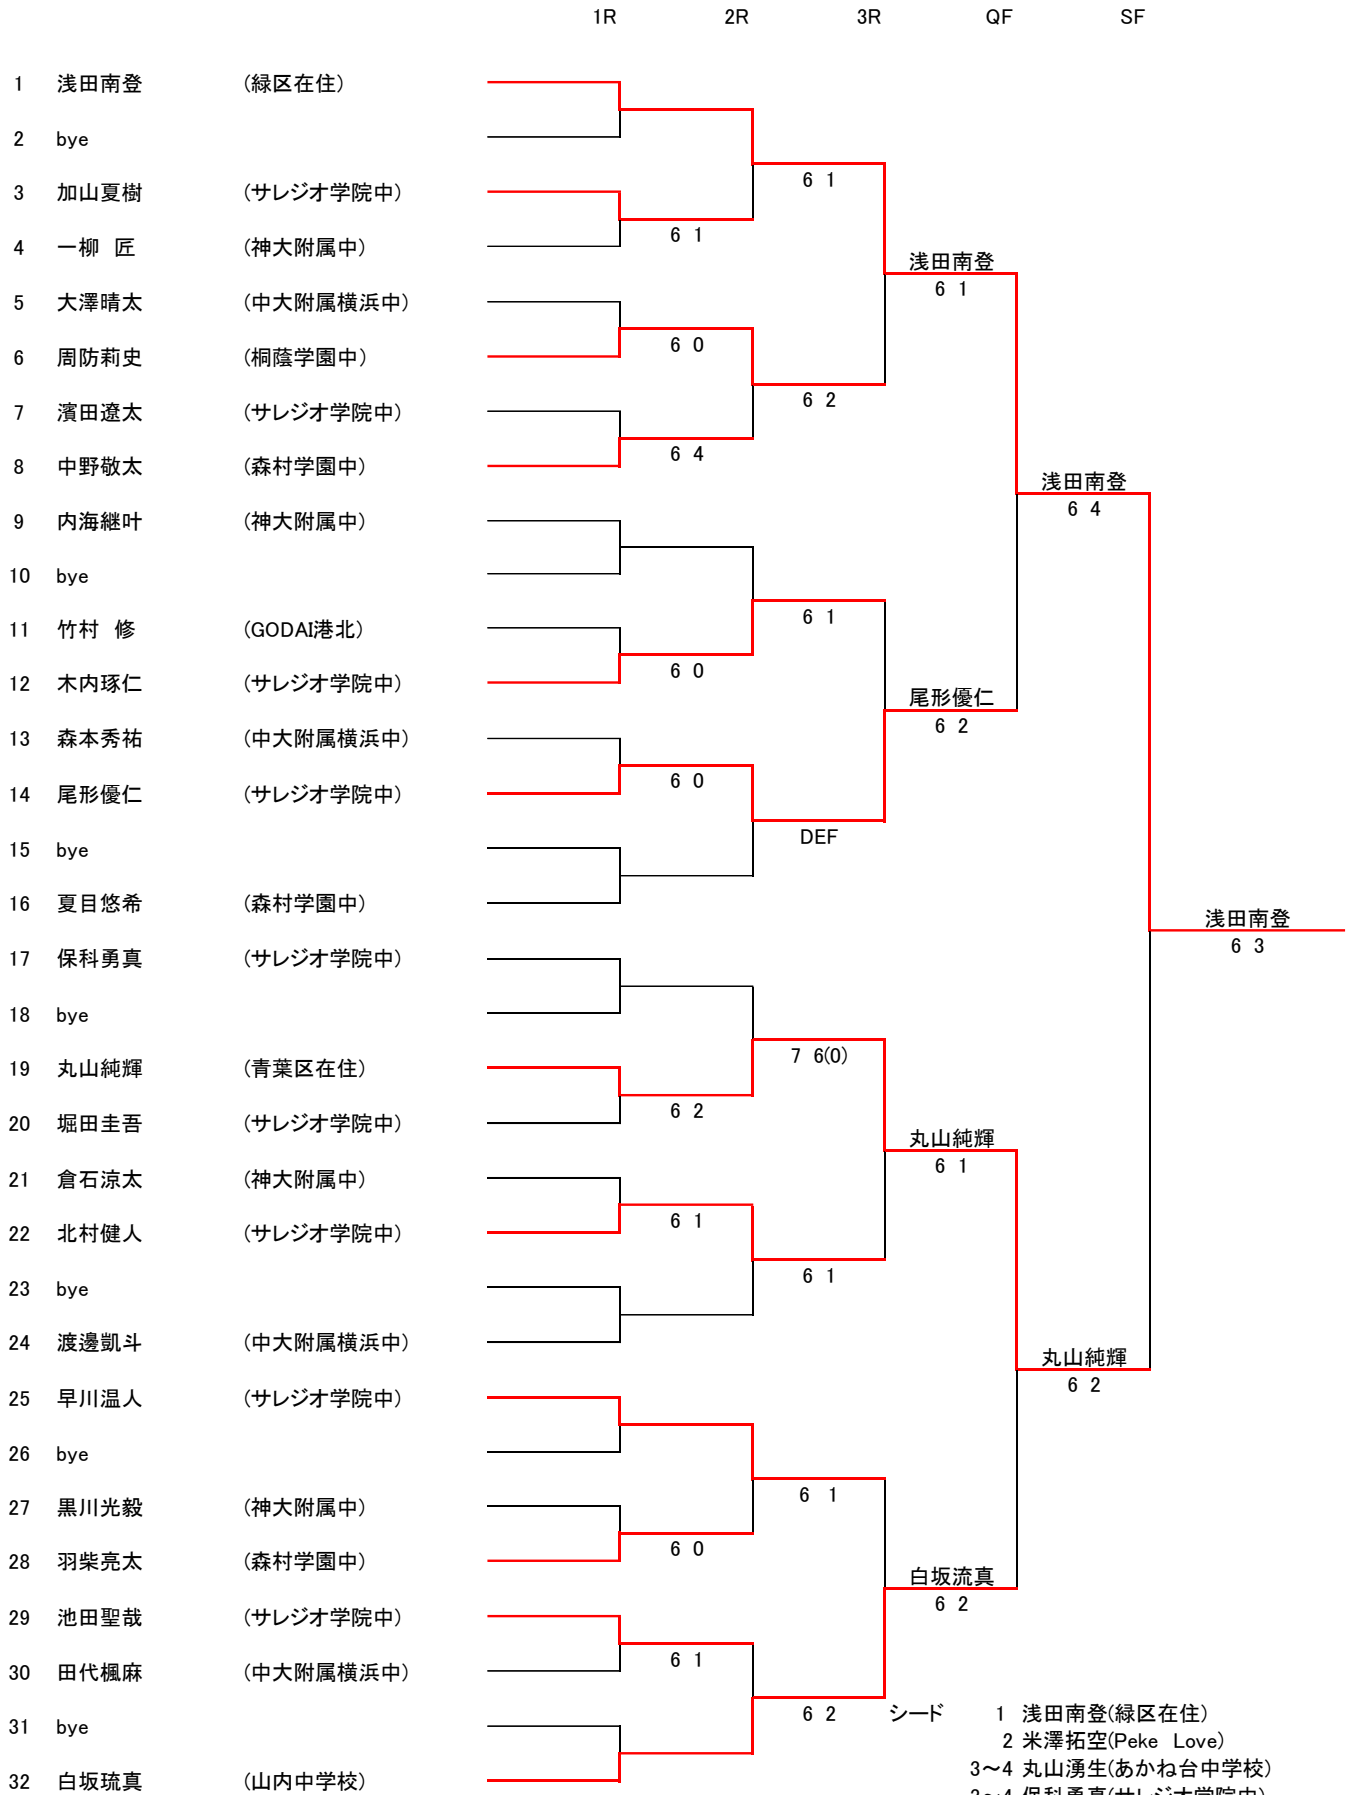 1R 2R 3R QF SF
1 浅田南登 (緑区在住)
2 bye
6 1
3 加山夏樹 (サレジオ学院中)
6 1
4 一柳 匠 (神大附属中)
浅田南登
6 1
5 大澤晴太 (中大附属横浜中)
6 0
6 周防莉史 (桐蔭学園中)
6 2
7 濱田遼太 (サレジオ学院中)
6 4
8 中野敬太 (森村学園中)
浅田南登
6 4
9 内海継叶 (神大附属中)
10 bye
6 1
11 竹村 修 (GODAI港北)
6 0
12 木内琢仁 (サレジオ学院中)
尾形優仁
6 2
13 森本秀祐 (中大附属横浜中)
6 0
14 尾形優仁 (サレジオ学院中)
DEF
15 bye
16 夏目悠希 (森村学園中)
浅田南登
6 3
17 保科勇真 (サレジオ学院中)
18 bye
7 6(0)
19 丸山純輝 (青葉区在住)
6 2
20 堀田圭吾 (サレジオ学院中)
丸山純輝
6 1
21 倉石涼太 (神大附属中)
6 1
22 北村健人 (サレジオ学院中)
6 1
23 bye
24 渡邊凱斗 (中大附属横浜中)
丸山純輝
6 2
25 早川温人 (サレジオ学院中)
26 bye
6 1
27 黒川光毅 (神大附属中)
6 0
28 羽柴亮太 (森村学園中)
白坂流真
6 2
29 池田聖哉 (サレジオ学院中)
6 1
30 田代楓麻 (中大附属横浜中)
6 2
シード 1 浅田南登(緑区在住)
31 bye
2 米澤拓空(Peke Love)
3～4 丸山湧生(あかね台中学校)
32 白坂琉真 (山内中学校)
3～4 保科勇真(サレジオ学院中)